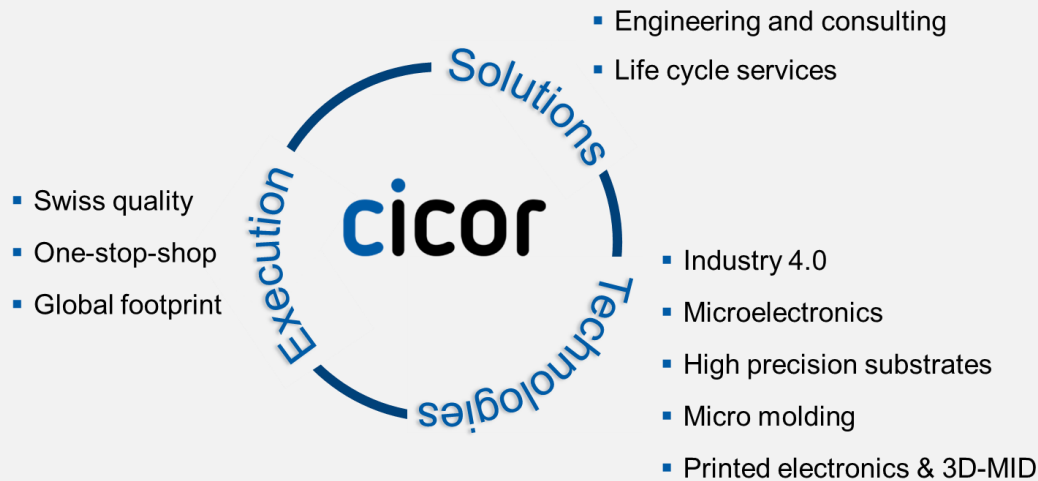 Solutions
▪ Engineering and consulting
▪ Life cycle services
Execution
▪ Swiss quality
▪ One-stop-shop
▪ Global footprint
cicor
Technologies
▪ Industry 4.0
▪ Microelectronics
▪ High precision substrates
▪ Micro molding
▪ Printed electronics & 3D-MID